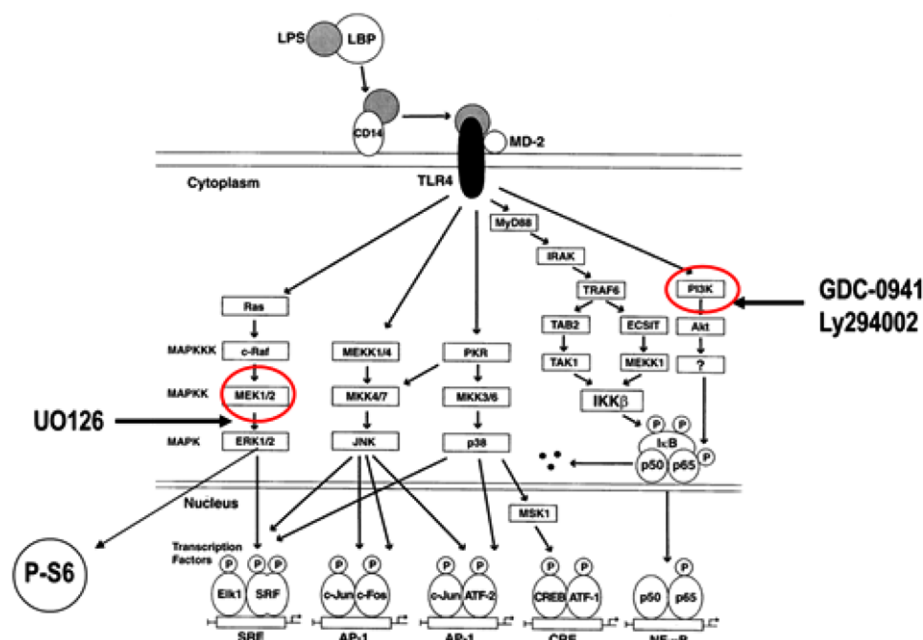 LPS
LBP
CD14
MD-2
TLR4
Cytoplasm
MyD88
IRAK
TRAF6
PI3K
GDC-0941
Ly294002
Ras
TAB2
ECSIT
Akt
MAPKKK
c-Raf
MEKK1/4
PKR
TAK1
MEKK1
?
MAPKK
MEK1/2
MKK4/7
MKK3/6
IKKβ
UO126
MAPK
ERK1/2
JNK
p38
P
P
IκB
P
p50
p65
Nucleus
MSK1
Transcription
Factors
P
P
P
P
P
P
P
P
P
P
P-S6
Elk1
SRF
c-Jun
c-Fos
c-Jun
ATF-2
CREB
ATF-1
p50
p65
SRE
AP-1
AP-1
CRE
NF-κB